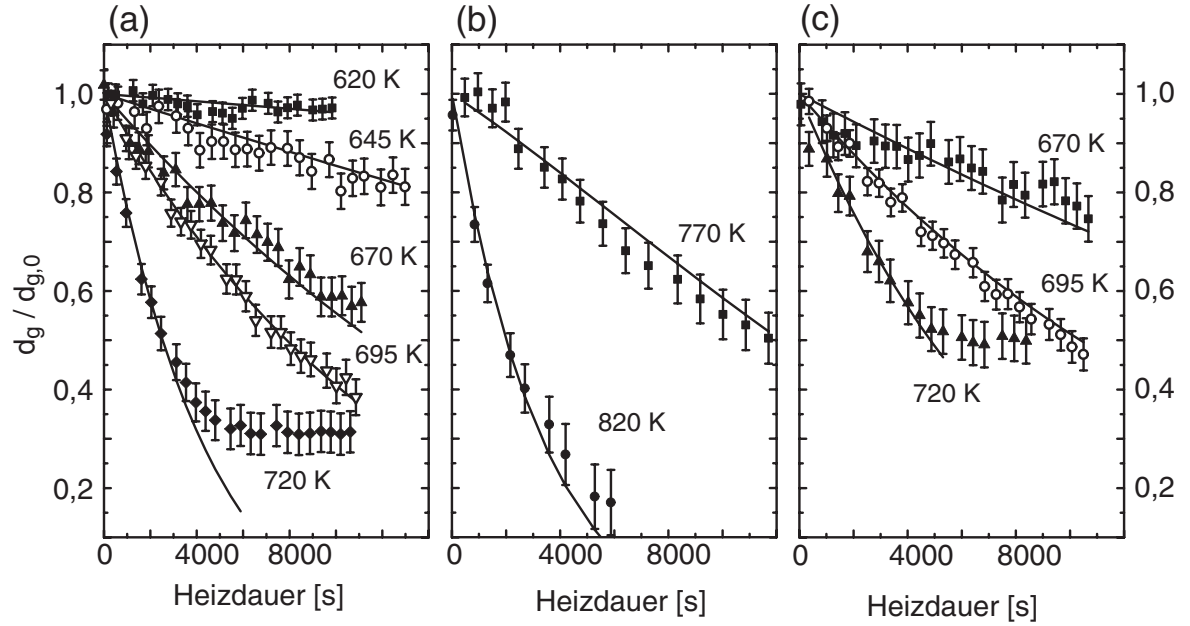 (a)
(b)
(c)
1,0
0,8
0,6
0,4
0,2
d_g / d_g,0
620 K
645 K
670 K
695 K
720 K
0 4000 8000
Heizdauer [s]
770 K
820 K
0 4000 8000
Heizdauer [s]
670 K
695 K
720 K
0 4000 8000
Heizdauer [s]
1,0
0,8
0,6
0,4
0,2